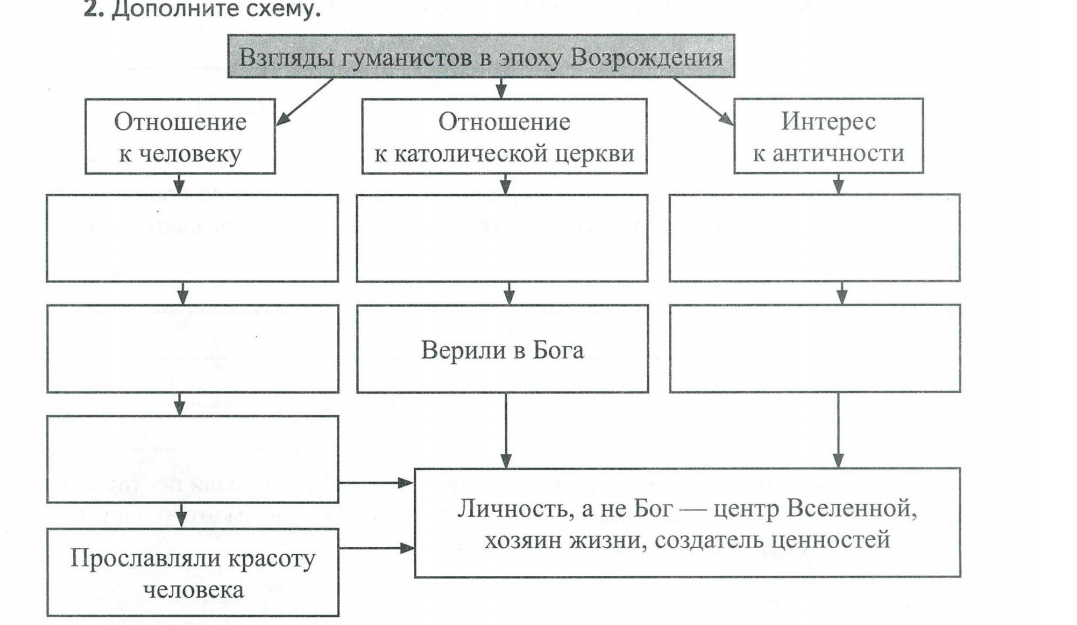 2. Дополните схему.
Взгляды гуманистов в эпоху Возрождения
Отношение
к человеку
Отношение
к католической церкви
Интерес
к античности
Верили в Бога
Личность, а не Бог — центр Вселенной,
хозяин жизни, создатель ценностей
Прославляли красоту
человека